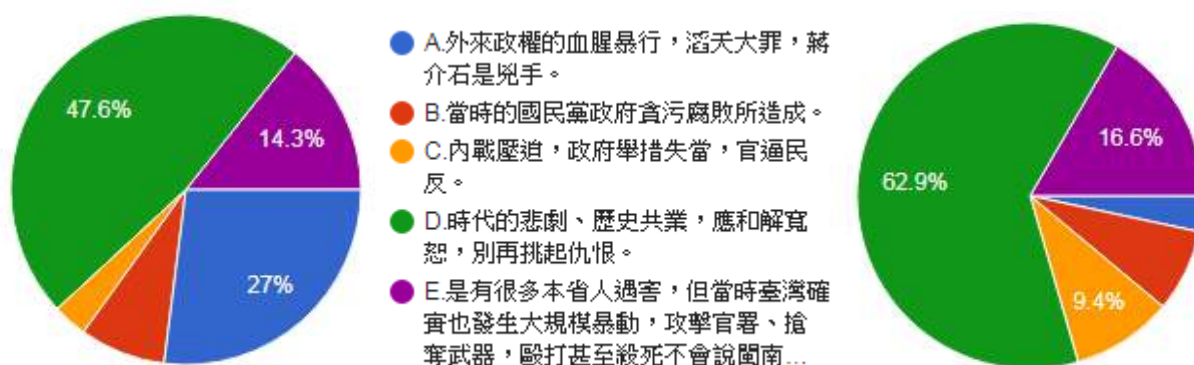 47.6%
14.3%
27%
A.外來政權的血腥暴行，滔天大罪，蔣
介石是兇手。
B.當時的國民黨政府貪污腐敗所造成。
C.內戰壓迫，政府舉措失當，官逼民
反。
D.時代的悲劇、歷史共業，應和解寬
恕，別再挑起仇恨。
E.是有很多本省人遇害，但當時臺灣確
實也發生大規模暴動，攻擊官署、搶
奪武器，毆打甚至殺死不會說閩南...
62.9%
16.6%
9.4%